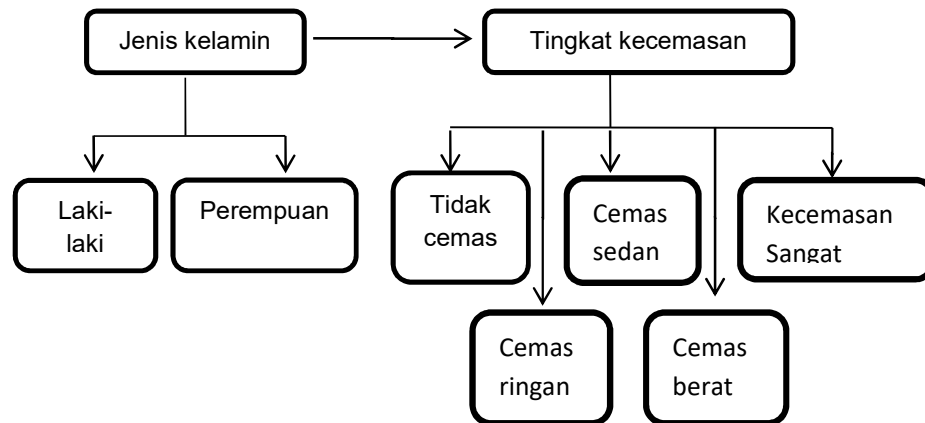 Jenis kelamin
Tingkat kecemasan
Laki-
laki
Perempuan
Tidak
cemas
Cemas
sedan
Kecemasan
Sangat
Cemas
ringan
Cemas
berat